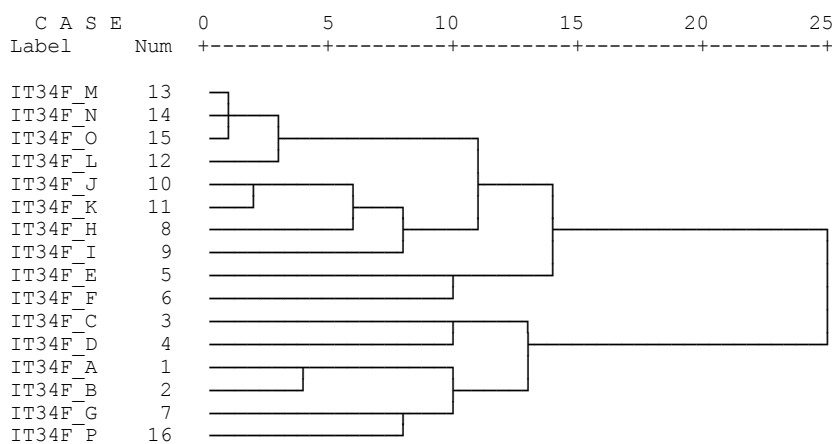 C A S E 0 5 10 15 20 25
Label Num +---------+---------+---------+---------+---------+
IT34F_M 13
IT34F_N 14
IT34F_O 15
IT34F_L 12
IT34F_J 10
IT34F_K 11
IT34F_H 8
IT34F_I 9
IT34F_E 5
IT34F_F 6
IT34F_C 3
IT34F_D 4
IT34F_A 1
IT34F_B 2
IT34F_G 7
IT34F_P 16